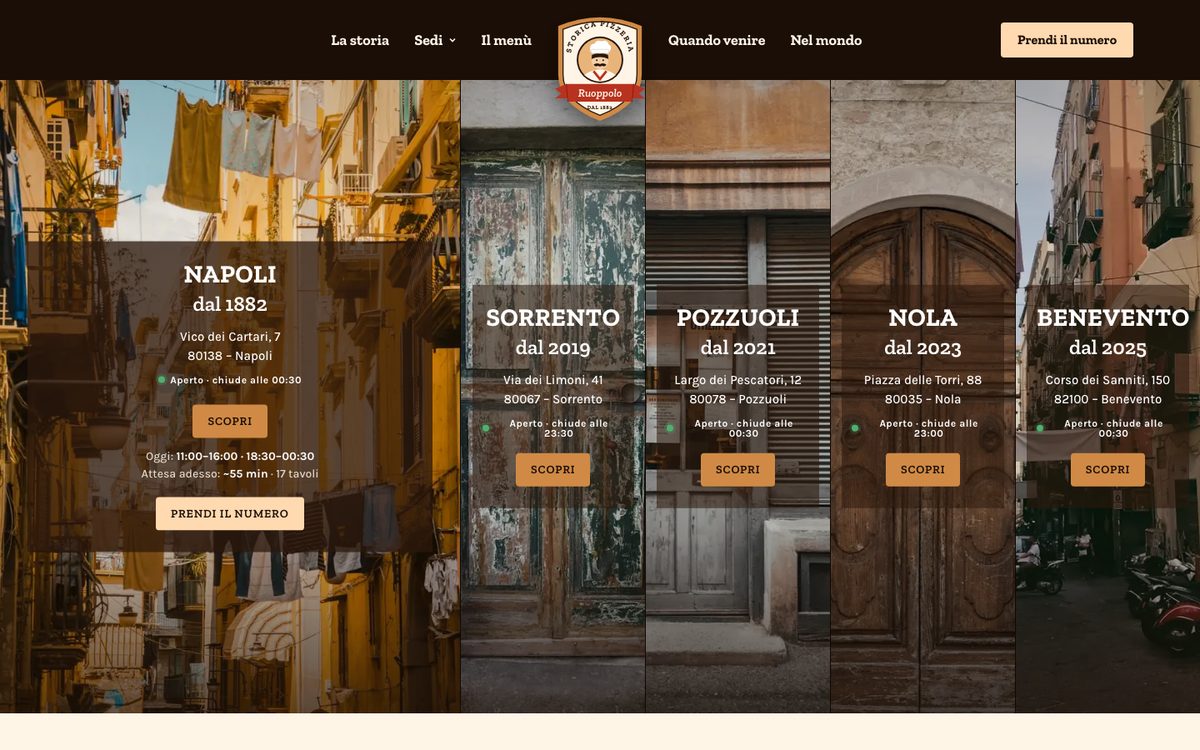 La storia
Sedi
Il menù
STORICA PIZZERIA
Ruoppolo
DAL 1882
Quando venire
Nel mondo
Prendi il numero
NAPOLI
dal 1882
Vico dei Cartari, 7
80138 – Napoli
Aperto · chiude alle 00:30
SCOPRI
Oggi: 11:00–16:00 · 18:30–00:30
Attesa adesso: ~55 min · 17 tavoli
PRENDI IL NUMERO
SORRENTO
dal 2019
Via dei Limoni, 41
80067 – Sorrento
Aperto · chiude alle
23:30
SCOPRI
POZZUOLI
dal 2021
Largo dei Pescatori, 12
80078 – Pozzuoli
Aperto · chiude alle
00:30
SCOPRI
NOLA
dal 2023
Piazza delle Torri, 88
80035 – Nola
Aperto · chiude alle
23:00
SCOPRI
BENEVENTO
dal 2025
Corso dei Sanniti, 150
82100 – Benevento
Aperto · chiude alle
00:30
SCOPRI